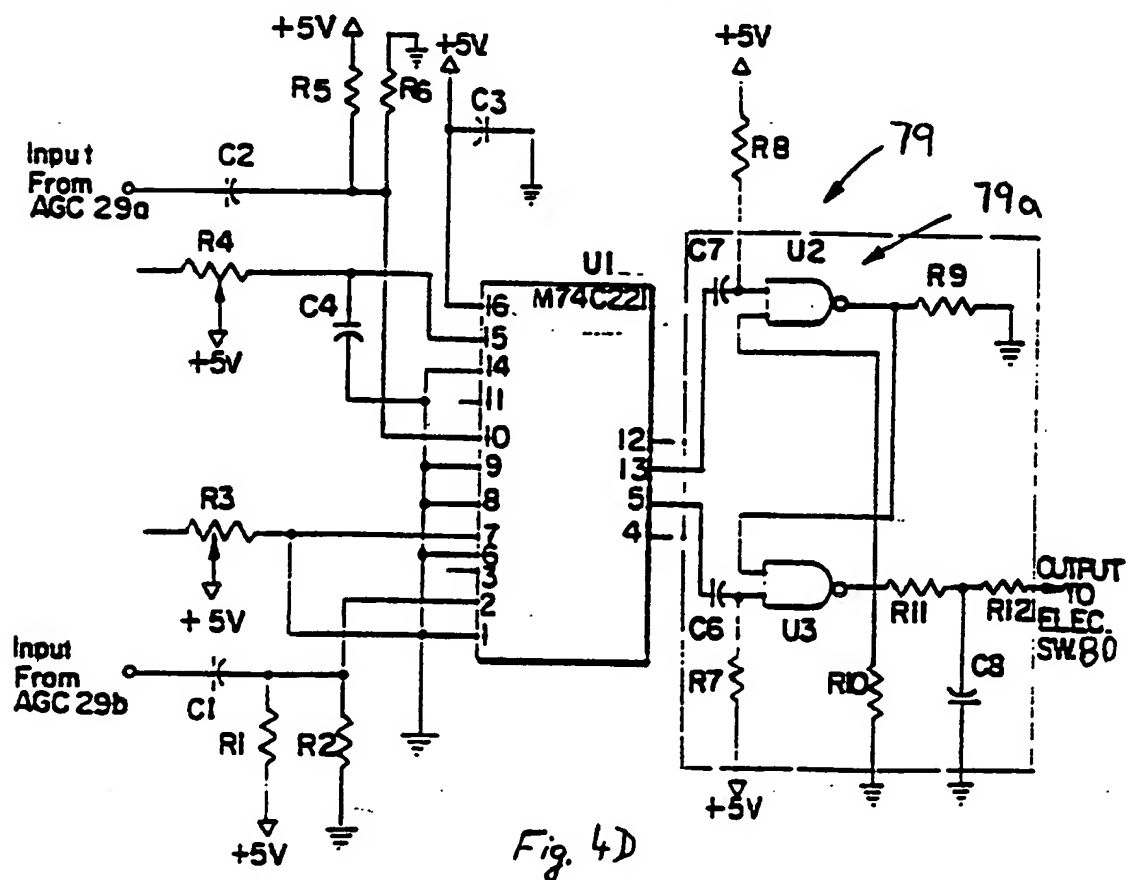 +5V
+5V
+5V
R5
R6
C3
R8
79
79a
Input
From
AGC 29a
C2
R4
C4
+5V
U1
M74C221
16
15
14
11
10
9
8
7
6
3
2
1
12
13
5
4
C7
U2
R9
R3
+5V
C6
U3
R11
R12
OUTPUT
TO
ELEC.
SW.80
R7
R10
C8
Input
From
AGC 29b
C1
R1
R2
+5V
+5V
Fig. 4D